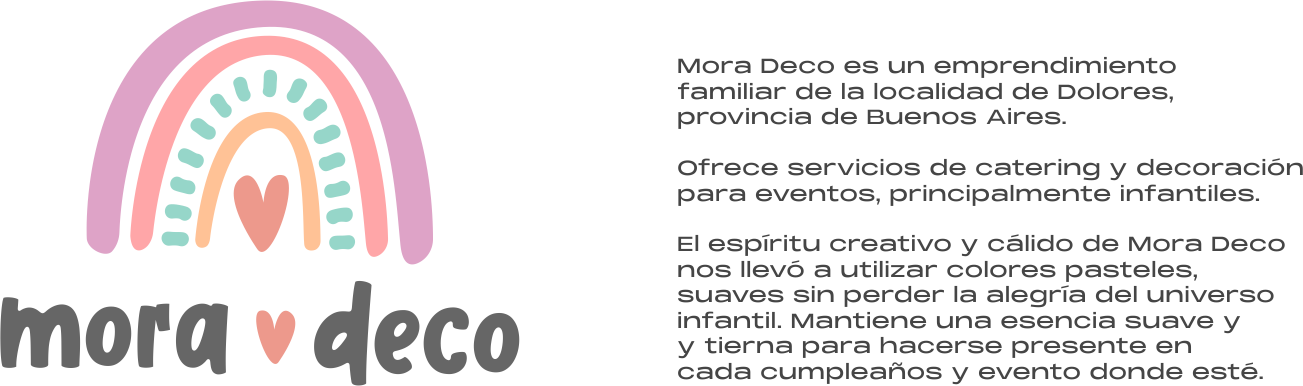 mora deco
Mora Deco es un emprendimiento
familiar de la localidad de Dolores,
provincia de Buenos Aires.
Ofrece servicios de catering y decoración
para eventos, principalmente infantiles.
El espíritu creativo y cálido de Mora Deco
nos llevó a utilizar colores pasteles,
suaves sin perder la alegría del universo
infantil. Mantiene una esencia suave y
y tierna para hacerse presente en
cada cumpleaños y evento donde esté.